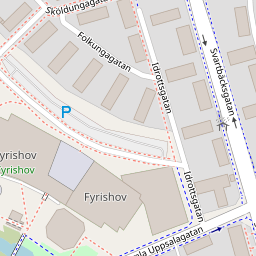 Sköldungagatan
Folkungagatan
Idrottsgatan
Svartbäcksgatan
P
Fyrishov
Fyrishov
Fyrishov
Idrottsgatan
Uppsalagatan